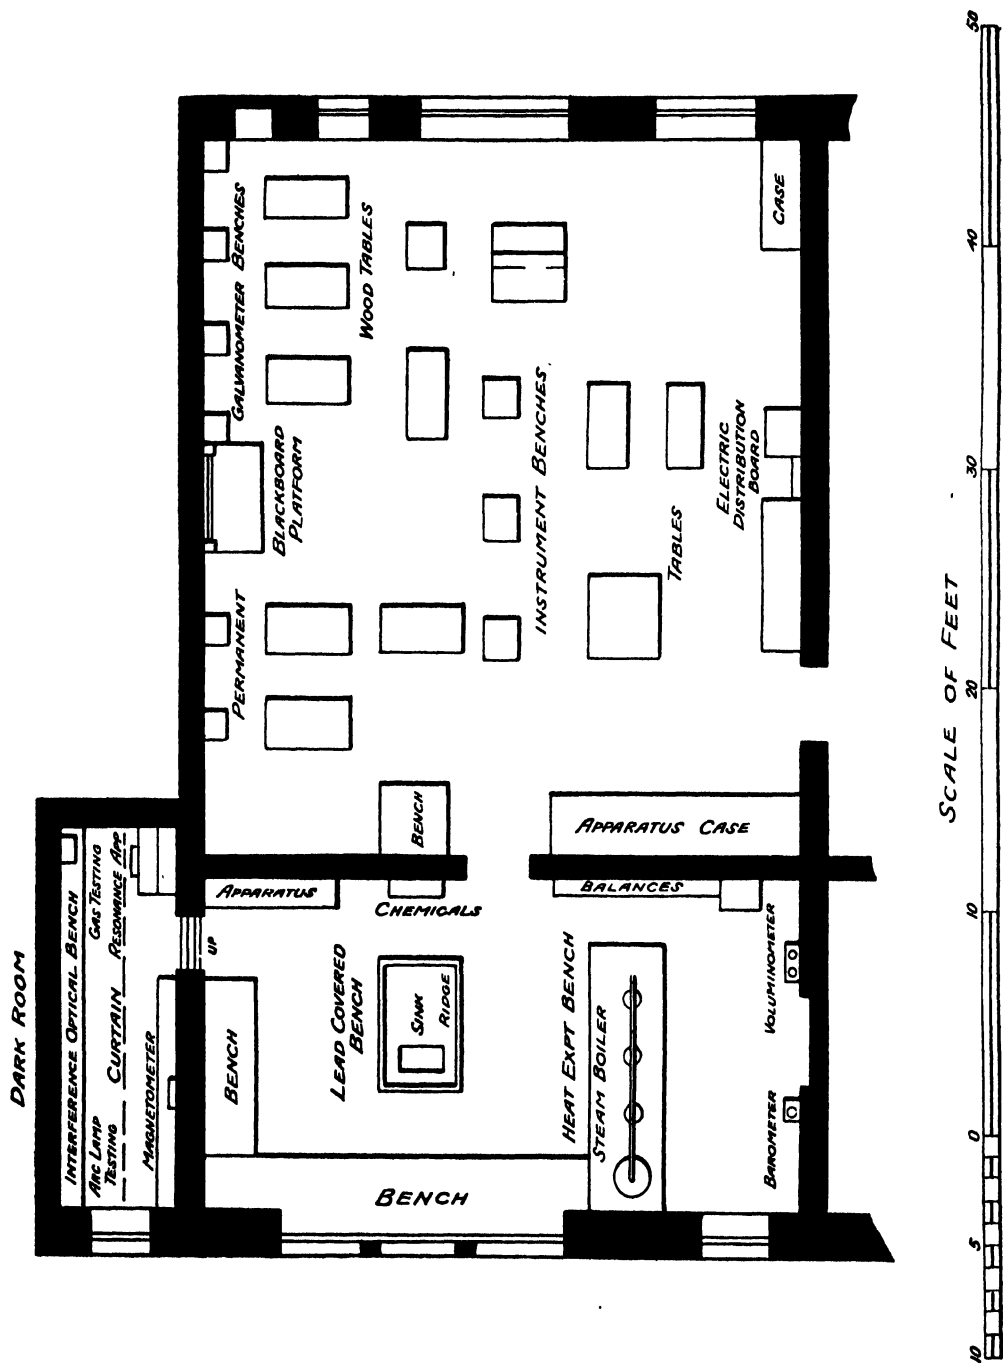 DARK ROOM
INTERFERENCE OPTICAL BENCH
ARC LAMP
TESTING
GAS TESTING
CURTAIN
RESONANCE APP
MAGNETOMETER
UP
BENCH
BENCH
APPARATUS
CHEMICALS
LEAD COVERED
BENCH
SINK
RIDGE
HEAT EXPT BENCH
STEAM BOILER
BALANCES
BAROMETER
VOLUMINOMETER
BENCH
APPARATUS CASE
PERMANENT
GALVANOMETER BENCHES
BLACKBOARD
PLATFORM
WOOD TABLES
INSTRUMENT BENCHES.
TABLES
ELECTRIC
DISTRIBUTION
BOARD
CASE
SCALE OF FEET
10 5 0 10 20 30 40 50